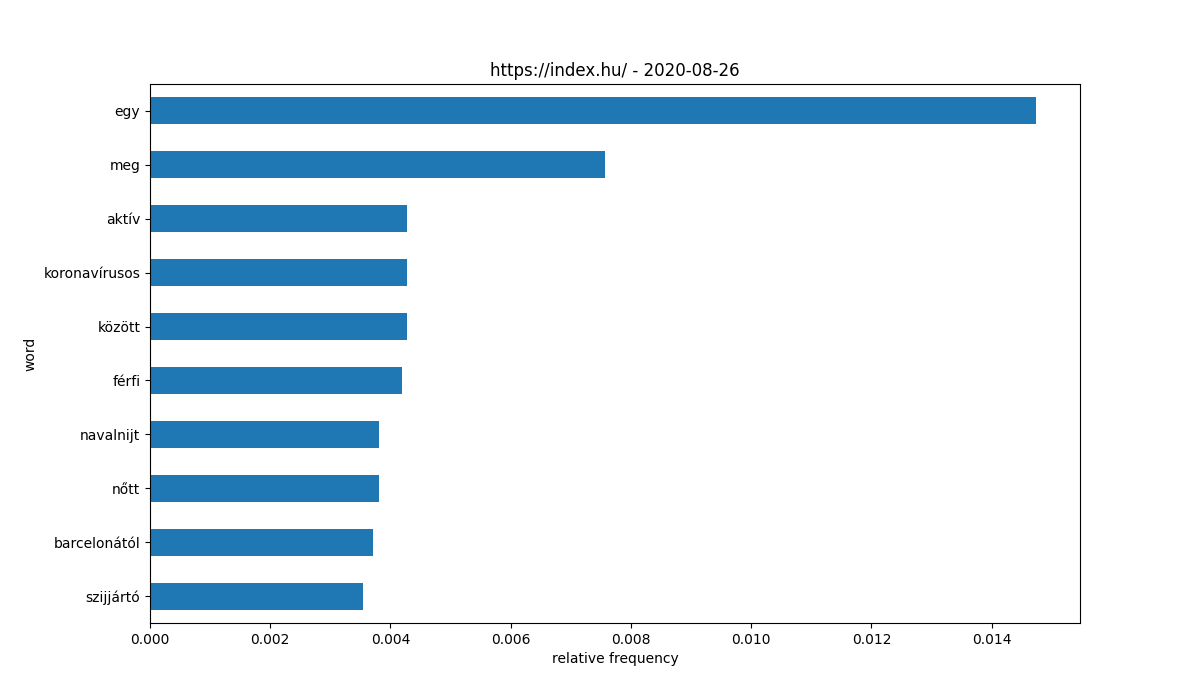 https://index.hu/ - 2020-08-26
egy
meg
aktív
koronavírusos
között
férfi
navalnijt
nőtt
barcelonától
szijjártó
word
0.000 0.002 0.004 0.006 0.008 0.010 0.012 0.014
relative frequency